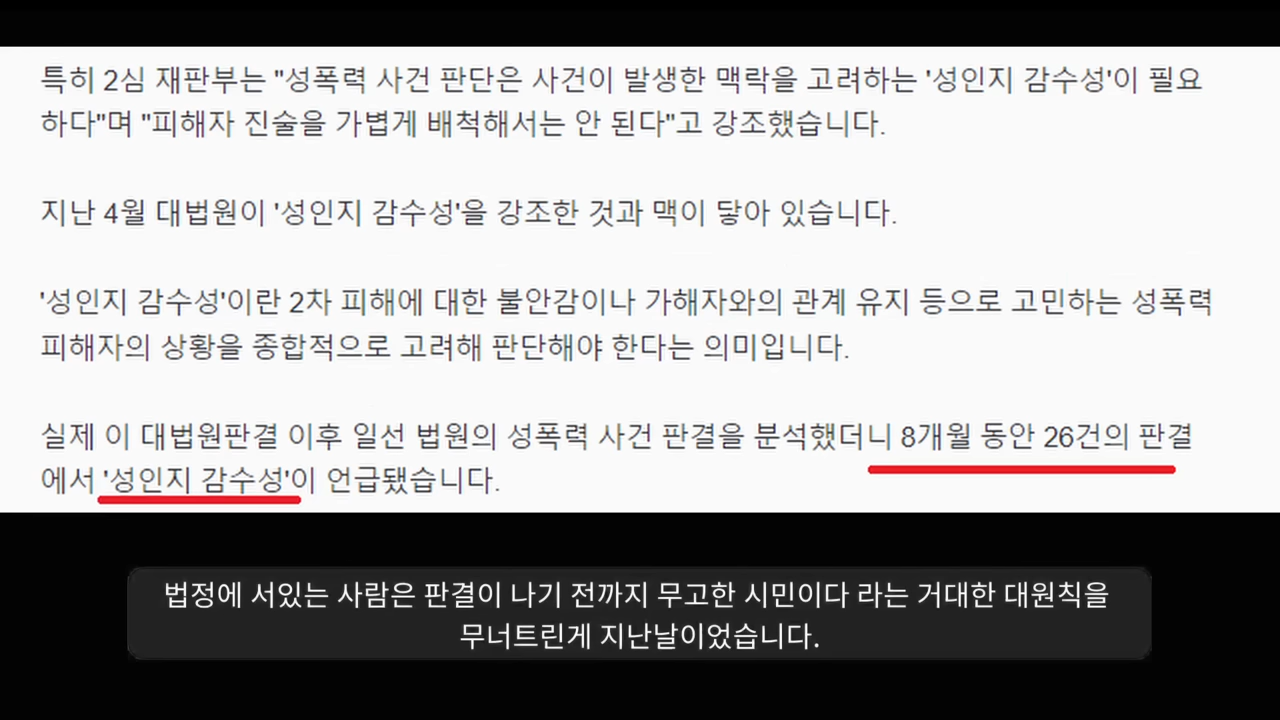 특히 2심 재판부는 "성폭력 사건 판단은 사건이 발생한 맥락을 고려하는 '성인지 감수성'이 필요
하다"며 "피해자 진술을 가볍게 배척해서는 안 된다"고 강조했습니다.
지난 4월 대법원이 '성인지 감수성'을 강조한 것과 맥이 닿아 있습니다.
'성인지 감수성'이란 2차 피해에 대한 불안감이나 가해자와의 관계 유지 등으로 고민하는 성폭력
피해자의 상황을 종합적으로 고려해 판단해야 한다는 의미입니다.
실제 이 대법원판결 이후 일선 법원의 성폭력 사건 판결을 분석했더니 8개월 동안 26건의 판결
에서 '성인지 감수성'이 언급됐습니다.
법정에 서있는 사람은 판결이 나기 전까지 무고한 시민이다 라는 거대한 대원칙을
무너트린게 지난날이었습니다.